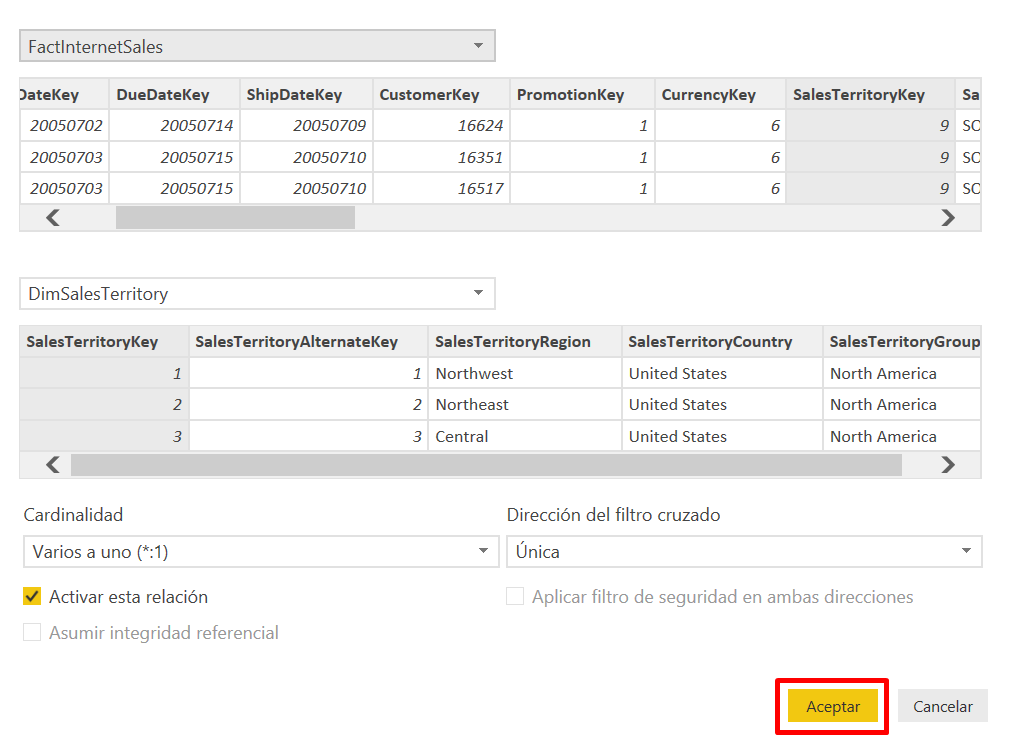 FactInternetSales
DateKey DueDateKey ShipDateKey CustomerKey PromotionKey CurrencyKey SalesTerritoryKey Sa
20050702 20050714 20050709 16624 1 6 9 SO
20050703 20050715 20050710 16351 1 6 9 SO
20050703 20050715 20050710 16517 1 6 9 SO
DimSalesTerritory
SalesTerritoryKey SalesTerritoryAlternateKey SalesTerritoryRegion SalesTerritoryCountry SalesTerritoryGroup
1 1 Northwest United States North America
2 2 Northeast United States North America
3 3 Central United States North America
Cardinalidad Dirección del filtro cruzado
Varios a uno (*:1) Única
Activar esta relación Aplicar filtro de seguridad en ambas direcciones
Asumir integridad referencial
Aceptar Cancelar